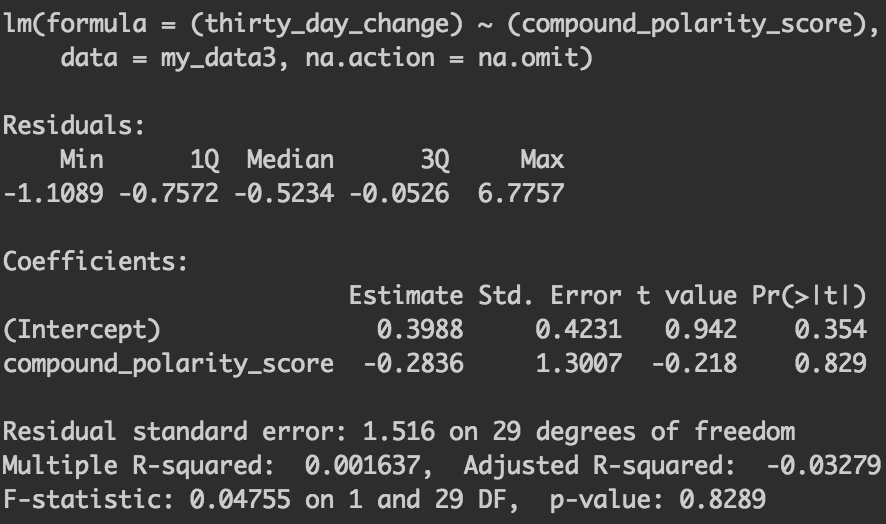 lm(formula = (thirty_day_change) ~ (compound_polarity_score),
    data = my_data3, na.action = na.omit)
Residuals:
    Min      1Q  Median      3Q     Max
-1.1089 -0.7572 -0.5234 -0.0526  6.7757
Coefficients:
                        Estimate Std. Error t value Pr(>|t|)
(Intercept)               0.3988     0.4231   0.942    0.354
compound_polarity_score  -0.2836     1.3007  -0.218    0.829
Residual standard error: 1.516 on 29 degrees of freedom
Multiple R-squared:  0.001637,	Adjusted R-squared:  -0.03279
F-statistic: 0.04755 on 1 and 29 DF,  p-value: 0.8289